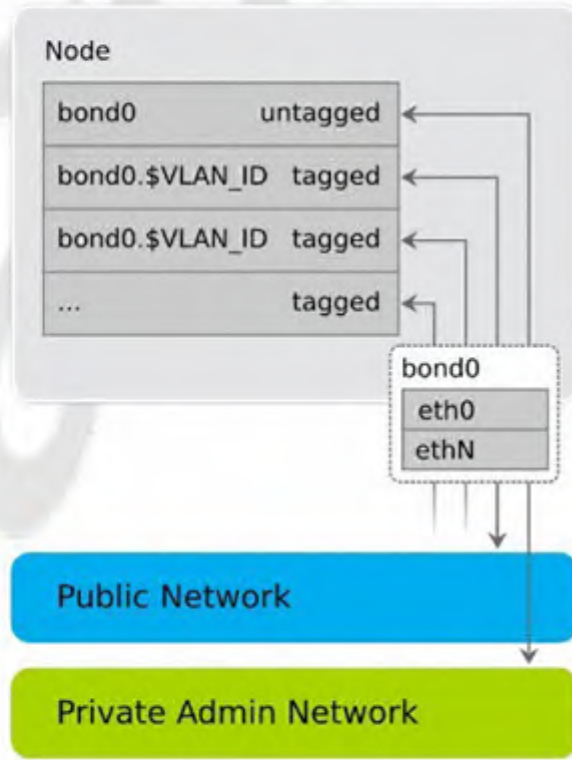 Node
bond0 untagged
bond0.$VLAN_ID tagged
bond0.$VLAN_ID tagged
... tagged
bond0
eth0
ethN
Public Network
Private Admin Network